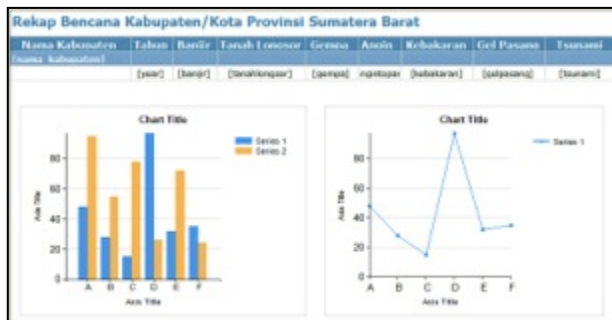 Rekap Bencana Kabupaten/Kota Provinsi Sumatera Barat
Nama Kabupaten Tahun Banjir Tanah Longsor Gempa Angin Kebakaran Gel Pasang Tsunami
[nama_kabupaten]
[year] [banjir] [tanahlongsor] [gempa] [kebakaran] [gelpasang] [tsunami]
Chart Title
Series 1
Series 2
Axis Title
80
60
40
20
0
A B C D E F
Axis Title
Chart Title
Series 1
Axis Title
80
60
40
20
0
A B C D E F
Axis Title